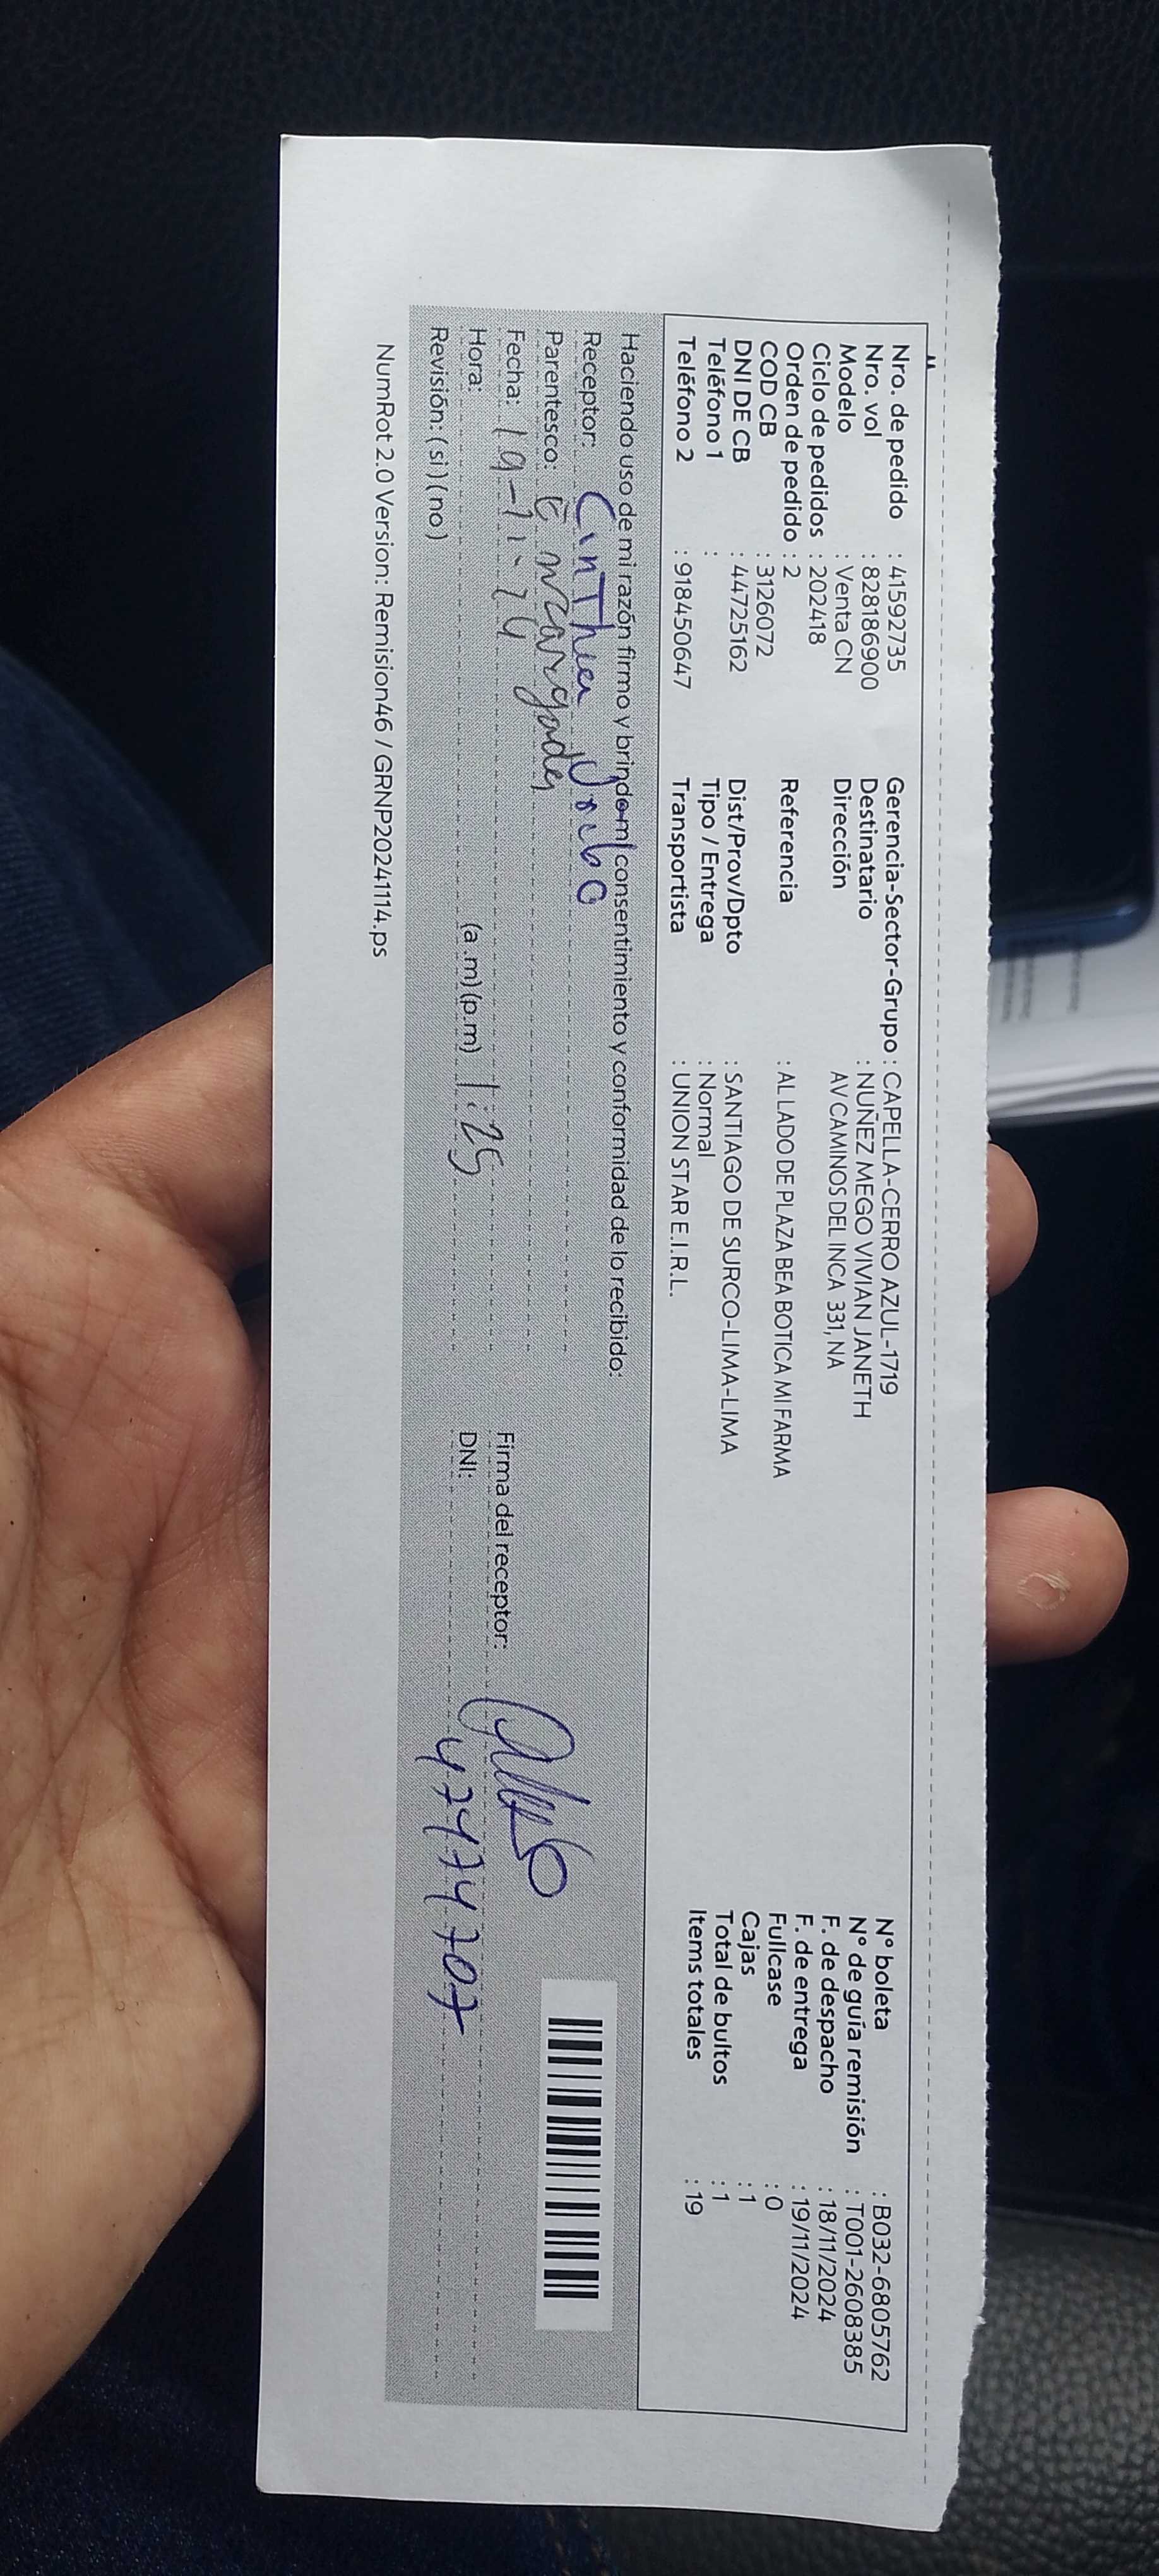 Nro. de pedido : 41592735
Nro. vol : 828186900
Modelo : Venta CN
Ciclo de pedidos : 202418
Orden de pedido : 2
COD CB : 3126072
DNI DE CB : 44725162
Teléfono 1 :
Teléfono 2 : 918450647
Gerencia-Sector-Grupo : CAPELLA-CERRO AZUL-1719
Destinatario : NUÑEZ MEGO VIVIAN JANETH
Dirección AV CAMINOS DEL INCA 331, NA
Referencia : AL LADO DE PLAZA BEA BOTICA MI FARMA
Dist/Prov/Dpto : SANTIAGO DE SURCO-LIMA-LIMA
Tipo / Entrega : Normal
Transportista : UNION STAR E.I.R.L.
N° boleta : B032-6805762
N° de guía remisión : T001-2608385
F. de despacho : 18/11/2024
F. de entrega : 19/11/2024
Fullcase : 0
Cajas : 1
Total de bultos : 1
Items totales : 19
Haciendo uso de mi razón firmo y brindo mi consentimiento y conformidad de lo recibido:
Receptor: CinThia
Parentesco: Encargada
Fecha: 19-11-24
Hora: (a.m)(p.m) 1:25
Revisión: (si) (no)
Firma del receptor:
DNI: 47474707
NumRot 2.0 Version: Remision46 / GRNP20241114.ps